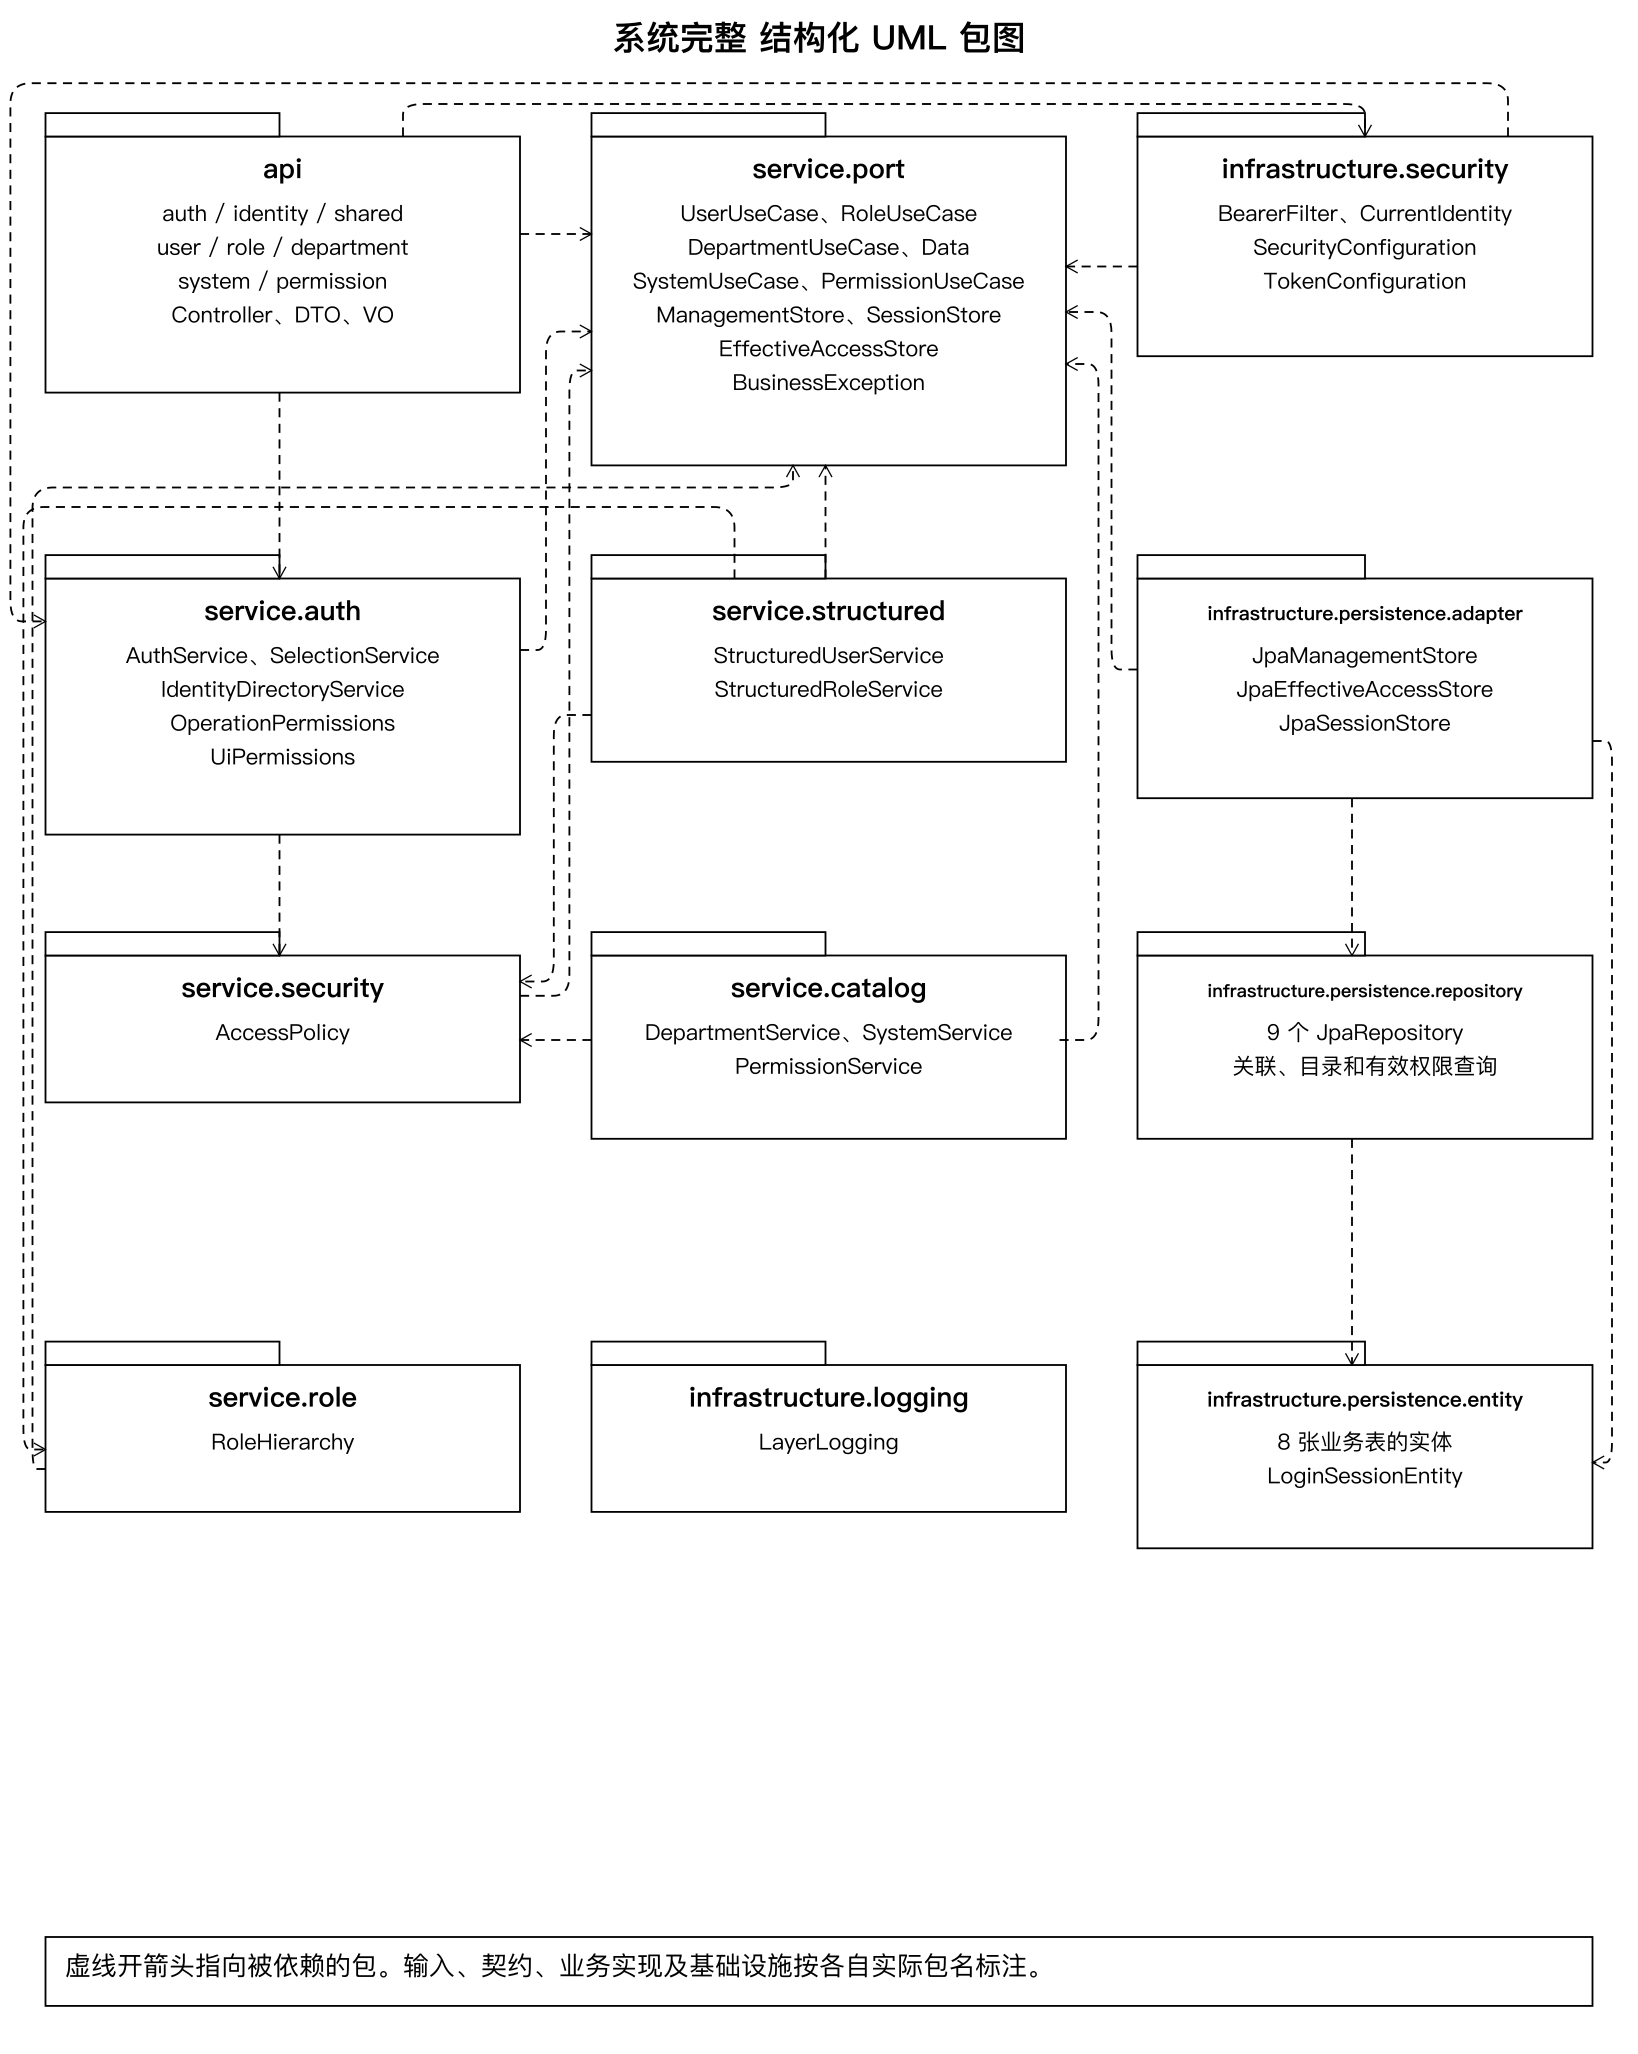 系统完整 结构化 UML 包图
api
auth / identity / shared
user / role / department
system / permission
Controller、DTO、VO
service.port
UserUseCase、RoleUseCase
DepartmentUseCase、Data
SystemUseCase、PermissionUseCase
ManagementStore、SessionStore
EffectiveAccessStore
BusinessException
infrastructure.security
BearerFilter、CurrentIdentity
SecurityConfiguration
TokenConfiguration
service.auth
AuthService、SelectionService
IdentityDirectoryService
OperationPermissions
UiPermissions
service.structured
StructuredUserService
StructuredRoleService
infrastructure.persistence.adapter
JpaManagementStore
JpaEffectiveAccessStore
JpaSessionStore
service.security
AccessPolicy
service.catalog
DepartmentService、SystemService
PermissionService
infrastructure.persistence.repository
9 个 JpaRepository
关联、目录和有效权限查询
service.role
RoleHierarchy
infrastructure.logging
LayerLogging
infrastructure.persistence.entity
8 张业务表的实体
LoginSessionEntity
虚线开箭头指向被依赖的包。输入、契约、业务实现及基础设施按各自实际包名标注。